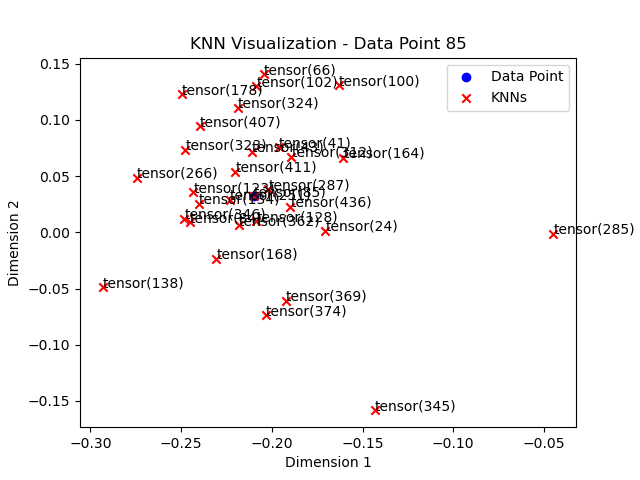 KNN Visualization - Data Point 85
Data Point
KNNs
tensor(66)
tensor(102)
tensor(100)
tensor(178)
tensor(324)
tensor(407)
tensor(41)
tensor(164)
tensor(266)
tensor(411)
tensor(287)
tensor(85)
tensor(436)
tensor(128)
tensor(362)
tensor(24)
tensor(285)
tensor(168)
tensor(138)
tensor(369)
tensor(374)
tensor(345)
0.15
0.10
0.05
0.00
−0.05
−0.10
−0.15
Dimension 2
−0.30
−0.25
−0.20
−0.15
−0.10
−0.05
Dimension 1